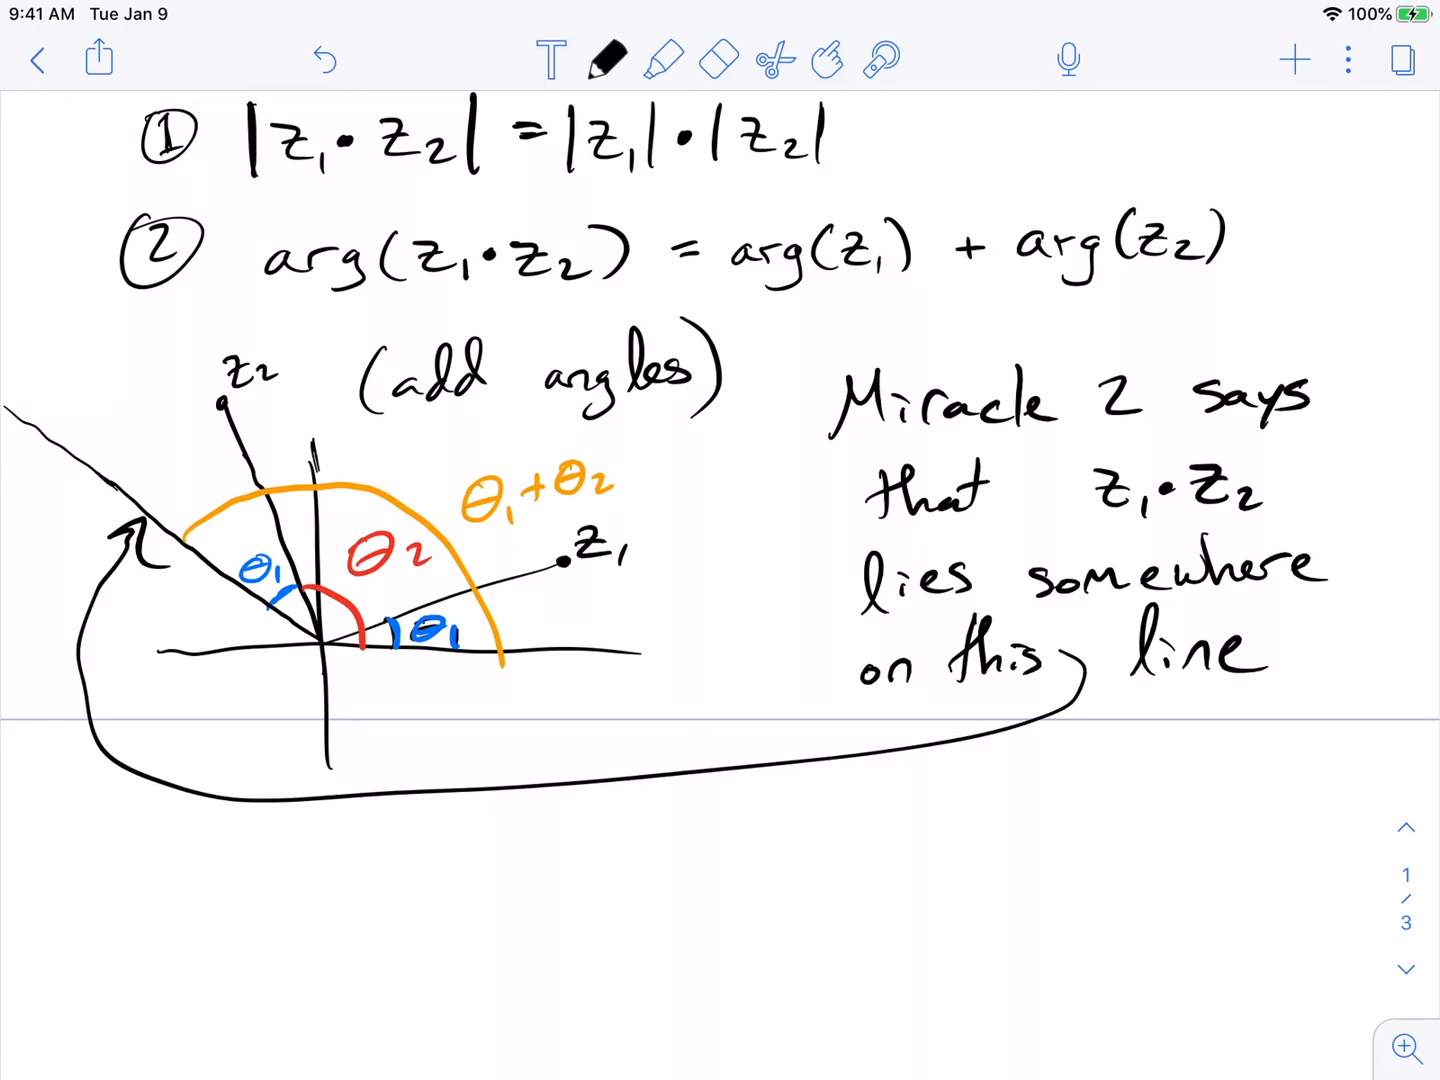 9:41 AM Tue Jan 9
100%
T
① |z₁·z₂| = |z₁|·|z₂|
② arg(z₁·z₂) = arg(z₁) + arg(z₂)
z₂
(add angles)
Miracle 2 says
that z₁·z₂
lies somewhere
on this line
θ₁+θ₂
θ₁
θ₂
z₁
θ₁
1
/
3